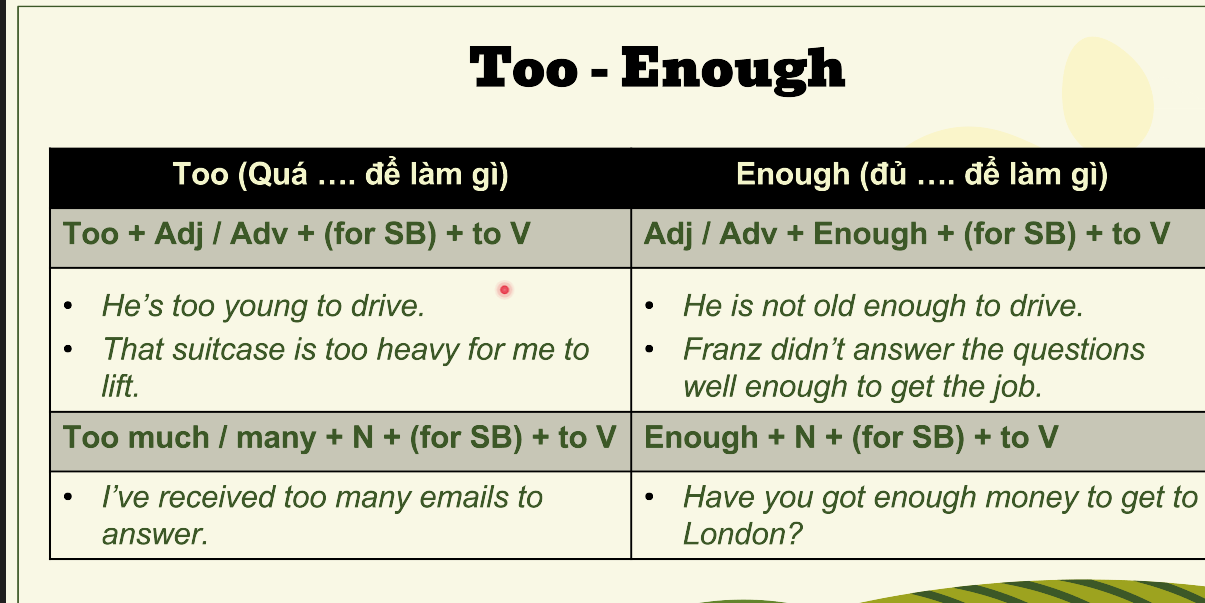 Too - Enough
Too (Quá .... để làm gì)
Enough (đủ .... để làm gì)
Too + Adj / Adv + (for SB) + to V
Adj / Adv + Enough + (for SB) + to V
• He’s too young to drive.
• That suitcase is too heavy for me to
lift.
• He is not old enough to drive.
• Franz didn’t answer the questions
well enough to get the job.
Too much / many + N + (for SB) + to V
Enough + N + (for SB) + to V
• I’ve received too many emails to
answer.
• Have you got enough money to get to
London?